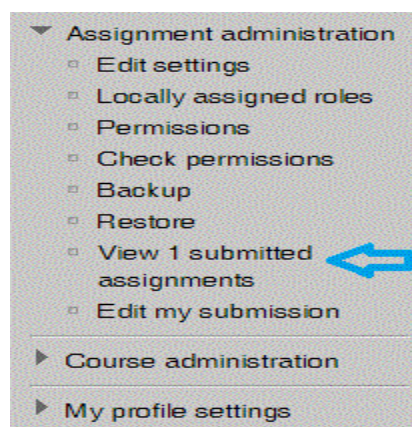 Assignment administration
Edit settings
Locally assigned roles
Permissions
Check permissions
Backup
Restore
View 1 submitted
assignments
Edit my submission
Course administration
My profile settings